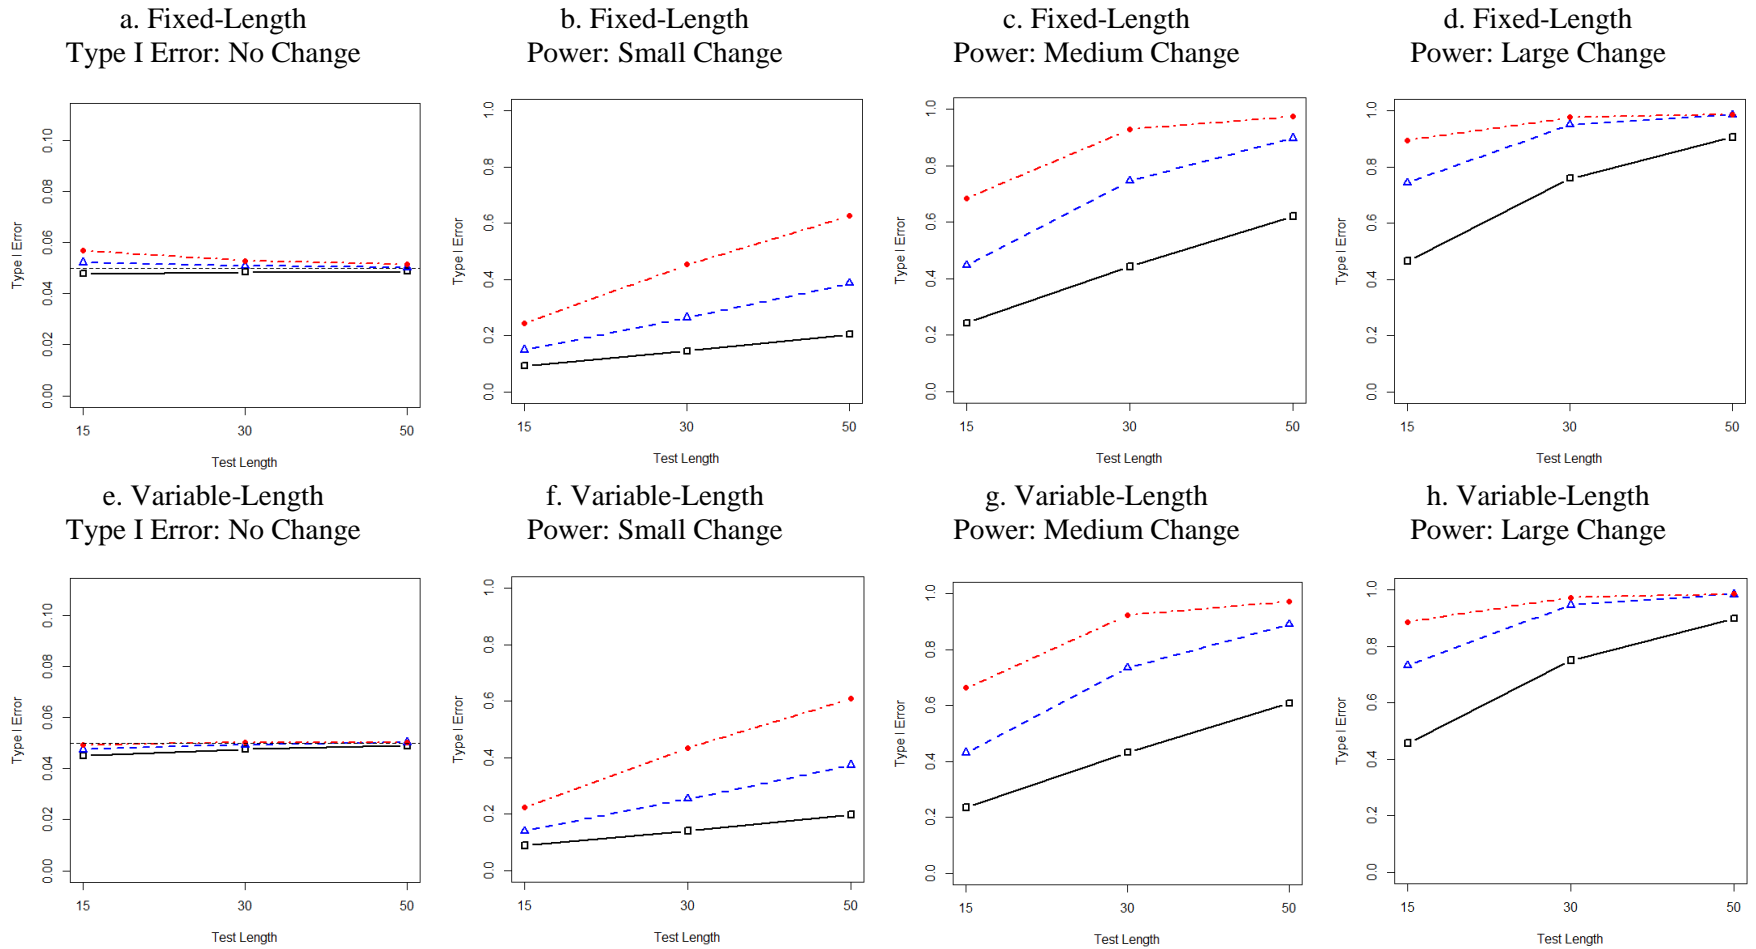 a. Fixed-Length
Type I Error: No Change
b. Fixed-Length
Power: Small Change
c. Fixed-Length
Power: Medium Change
d. Fixed-Length
Power: Large Change
Type I Error
0.00
0.02
0.04
0.06
0.08
0.10
15
30
50
Test Length
Type I Error
0.0
0.2
0.4
0.6
0.8
1.0
15
30
50
Test Length
Type I Error
0.0
0.2
0.4
0.6
0.8
1.0
15
30
50
Test Length
Type I Error
0.0
0.2
0.4
0.6
0.8
1.0
15
30
50
Test Length
e. Variable-Length
Type I Error: No Change
f. Variable-Length
Power: Small Change
g. Variable-Length
Power: Medium Change
h. Variable-Length
Power: Large Change
Type I Error
0.00
0.02
0.04
0.06
0.08
0.10
15
30
50
Test Length
Type I Error
0.0
0.2
0.4
0.6
0.8
1.0
15
30
50
Test Length
Type I Error
0.0
0.2
0.4
0.6
0.8
1.0
15
30
50
Test Length
Type I Error
0.0
0.2
0.4
0.6
0.8
1.0
15
30
50
Test Length